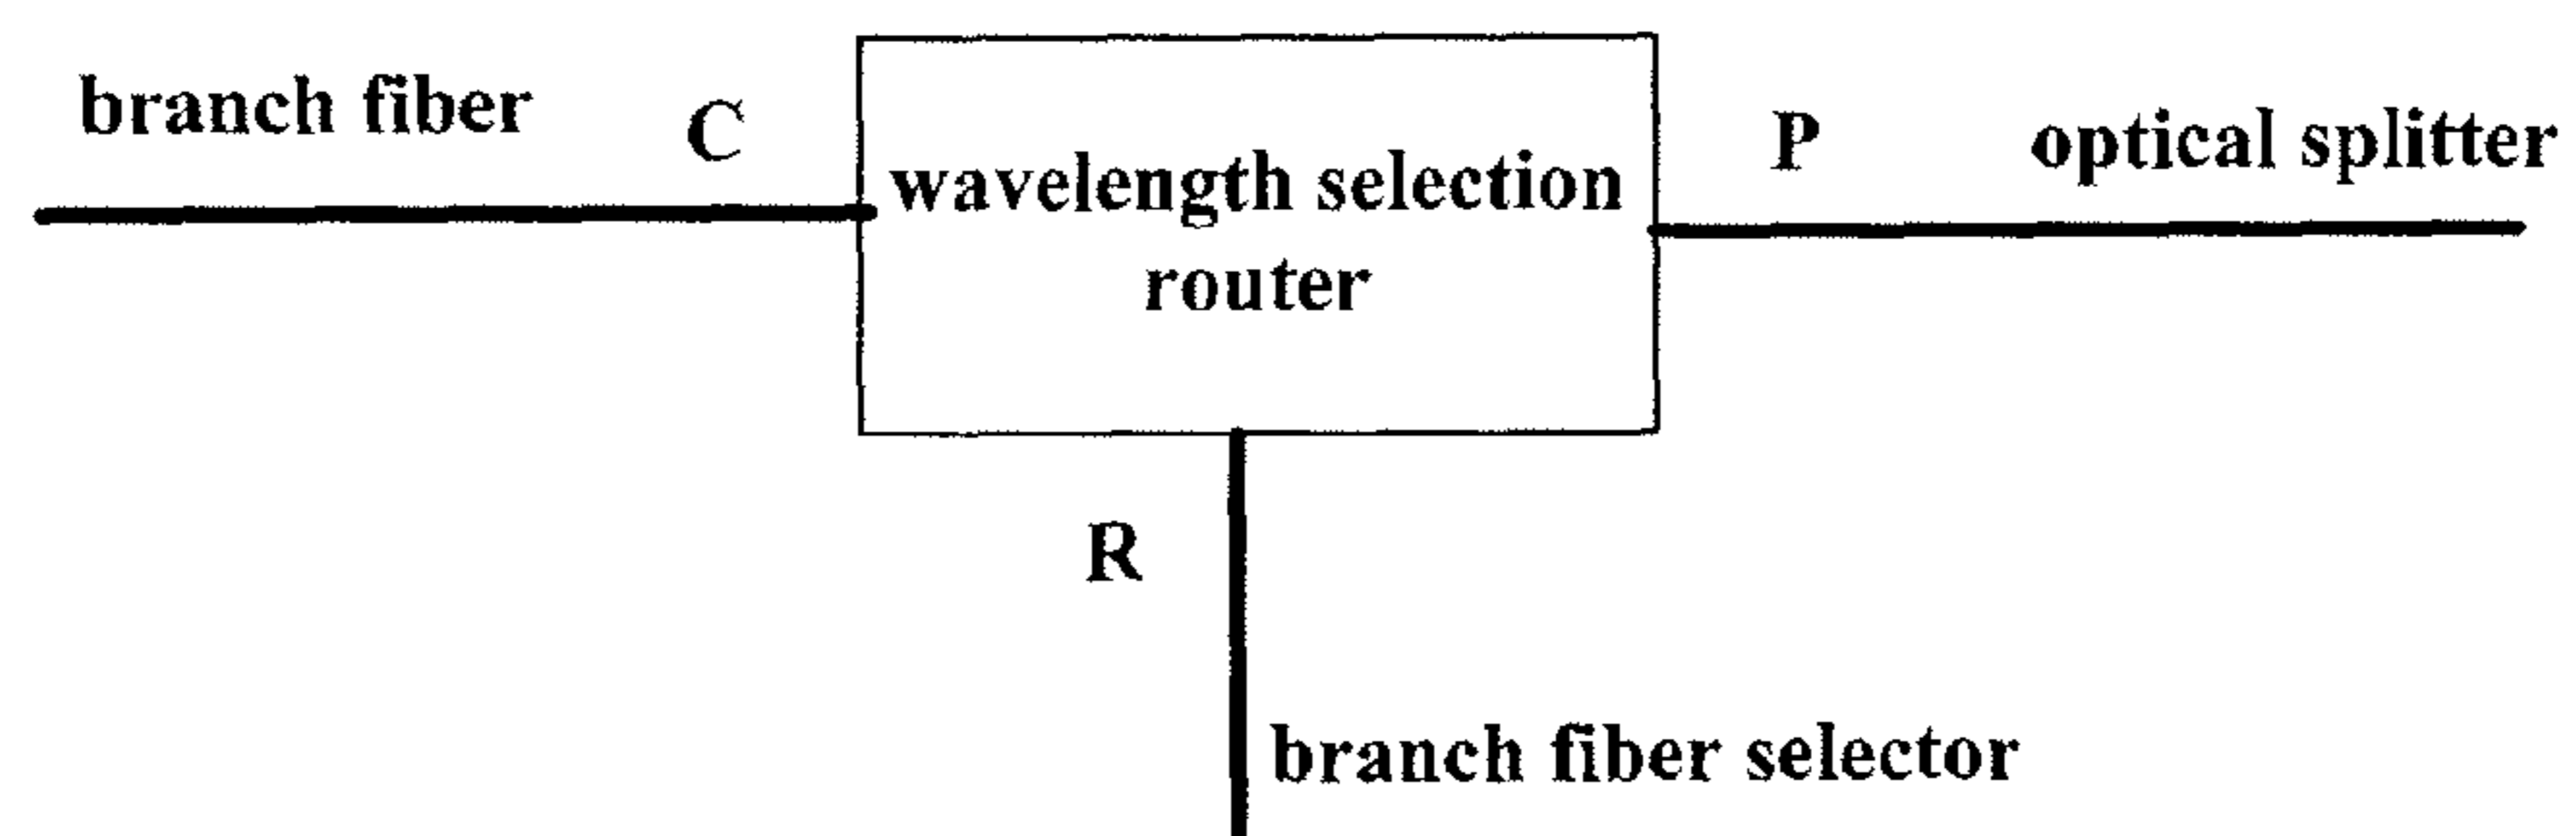 branch fiber
C
wavelength selection
router
P
optical splitter
R
branch fiber selector